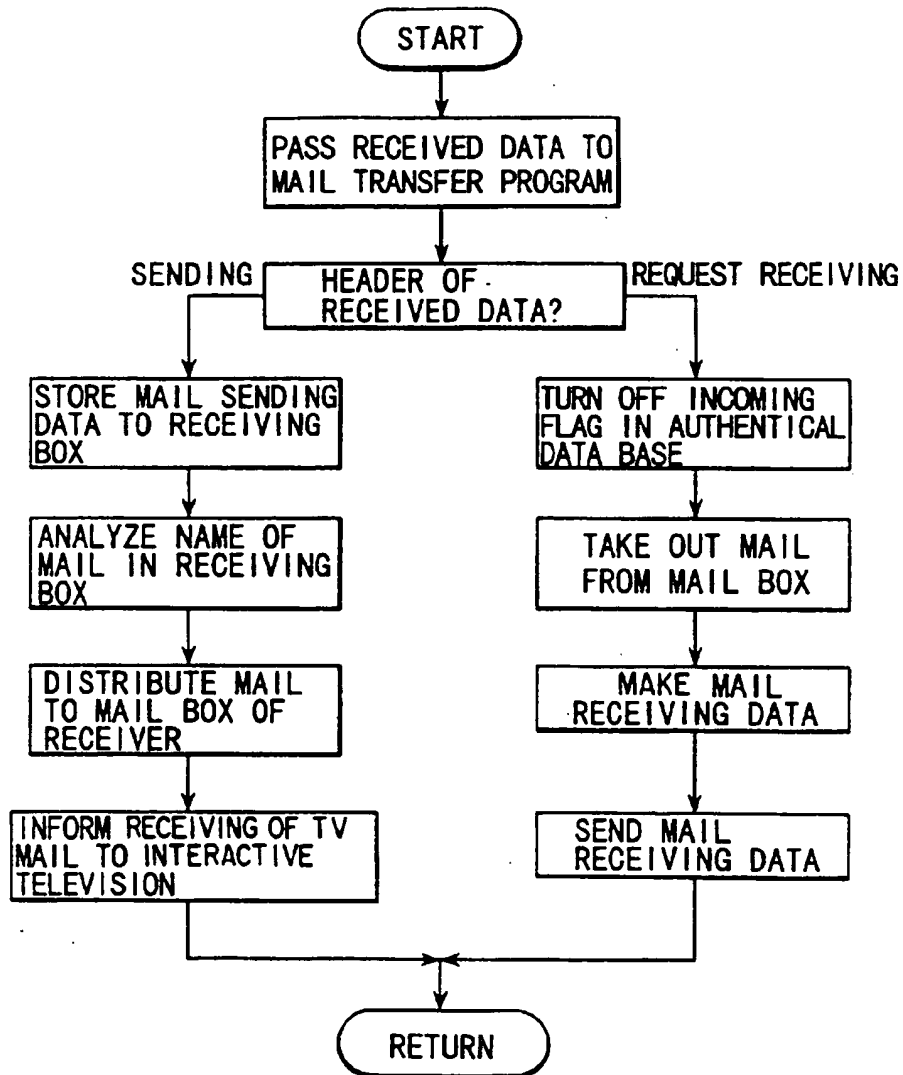 START
PASS RECEIVED DATA TO
MAIL TRANSFER PROGRAM
SENDING
HEADER OF
RECEIVED DATA?
REQUEST RECEIVING
STORE MAIL SENDING
DATA TO RECEIVING
BOX
ANALYZE NAME OF
MAIL IN RECEIVING
BOX
DISTRIBUTE MAIL
TO MAIL BOX OF
RECEIVER
INFORM RECEIVING OF TV
MAIL TO INTERACTIVE
TELEVISION
TURN OFF INCOMING
FLAG IN AUTHENTICAL
DATA BASE
TAKE OUT MAIL
FROM MAIL BOX
MAKE MAIL
RECEIVING DATA
SEND MAIL
RECEIVING DATA
RETURN